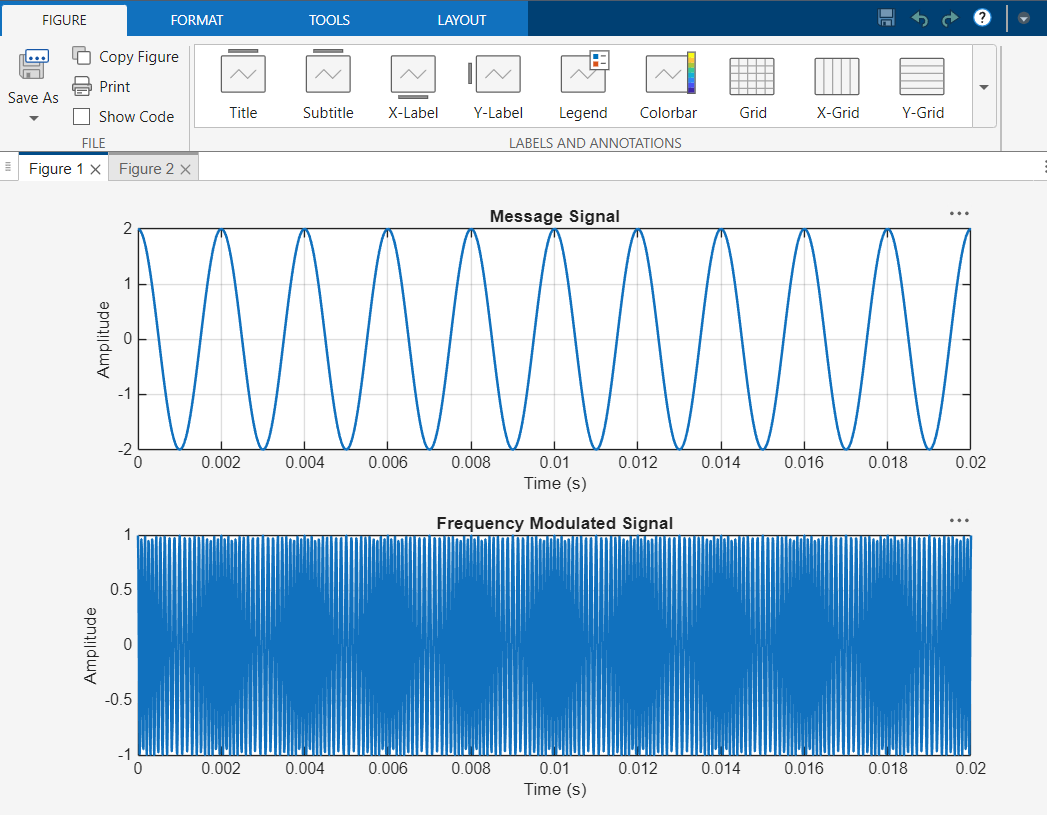 FIGURE FORMAT TOOLS LAYOUT
Save As
Copy Figure
Print
Show Code
FILE
Title Subtitle X-Label Y-Label Legend Colorbar Grid X-Grid Y-Grid
LABELS AND ANNOTATIONS
Figure 1 Figure 2
Message Signal
Amplitude
2
1
0
-1
-2
0 0.002 0.004 0.006 0.008 0.01 0.012 0.014 0.016 0.018 0.02
Time (s)
Frequency Modulated Signal
Amplitude
1
0.5
0
-0.5
-1
0 0.002 0.004 0.006 0.008 0.01 0.012 0.014 0.016 0.018 0.02
Time (s)